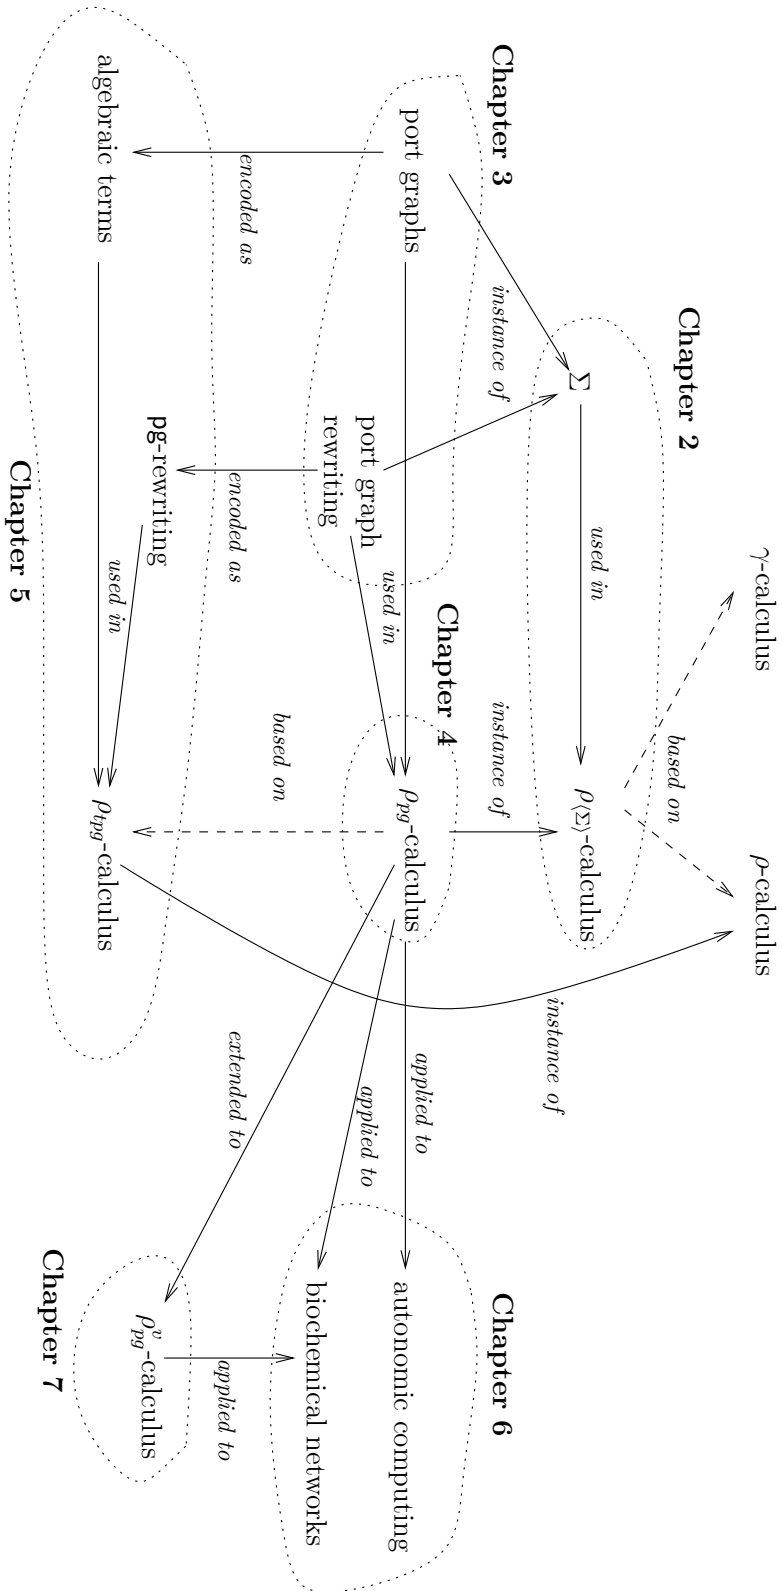 γ-calculus
ρ-calculus
based on
Chapter 2
Σ
used in
ρ⟨Σ⟩-calculus
instance of
instance of
instance of
Chapter 3
port graphs
port graph
rewriting
used in
Chapter 4
ρpg-calculus
applied to
applied to
Chapter 6
autonomic computing
biochemical networks
encoded as
encoded as
based on
extended to
applied to
algebraic terms
pg-rewriting
used in
ρtpg-calculus
ρᵛpg-calculus
Chapter 5
Chapter 7